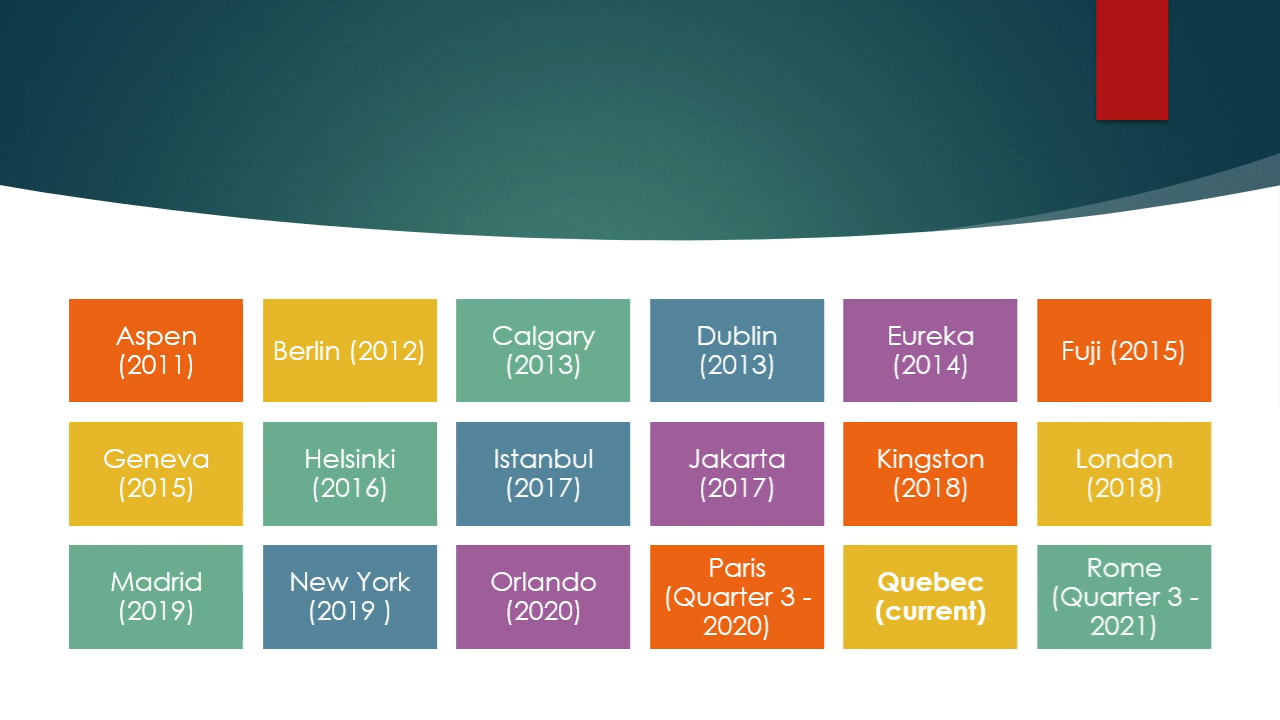 Aspen
(2011)
Berlin (2012)
Calgary
(2013)
Dublin
(2013)
Eureka
(2014)
Fuji (2015)
Geneva
(2015)
Helsinki
(2016)
Istanbul
(2017)
Jakarta
(2017)
Kingston
(2018)
London
(2018)
Madrid
(2019)
New York
(2019 )
Orlando
(2020)
Paris
(Quarter 3 -
2020)
Quebec
(current)
Rome
(Quarter 3 -
2021)